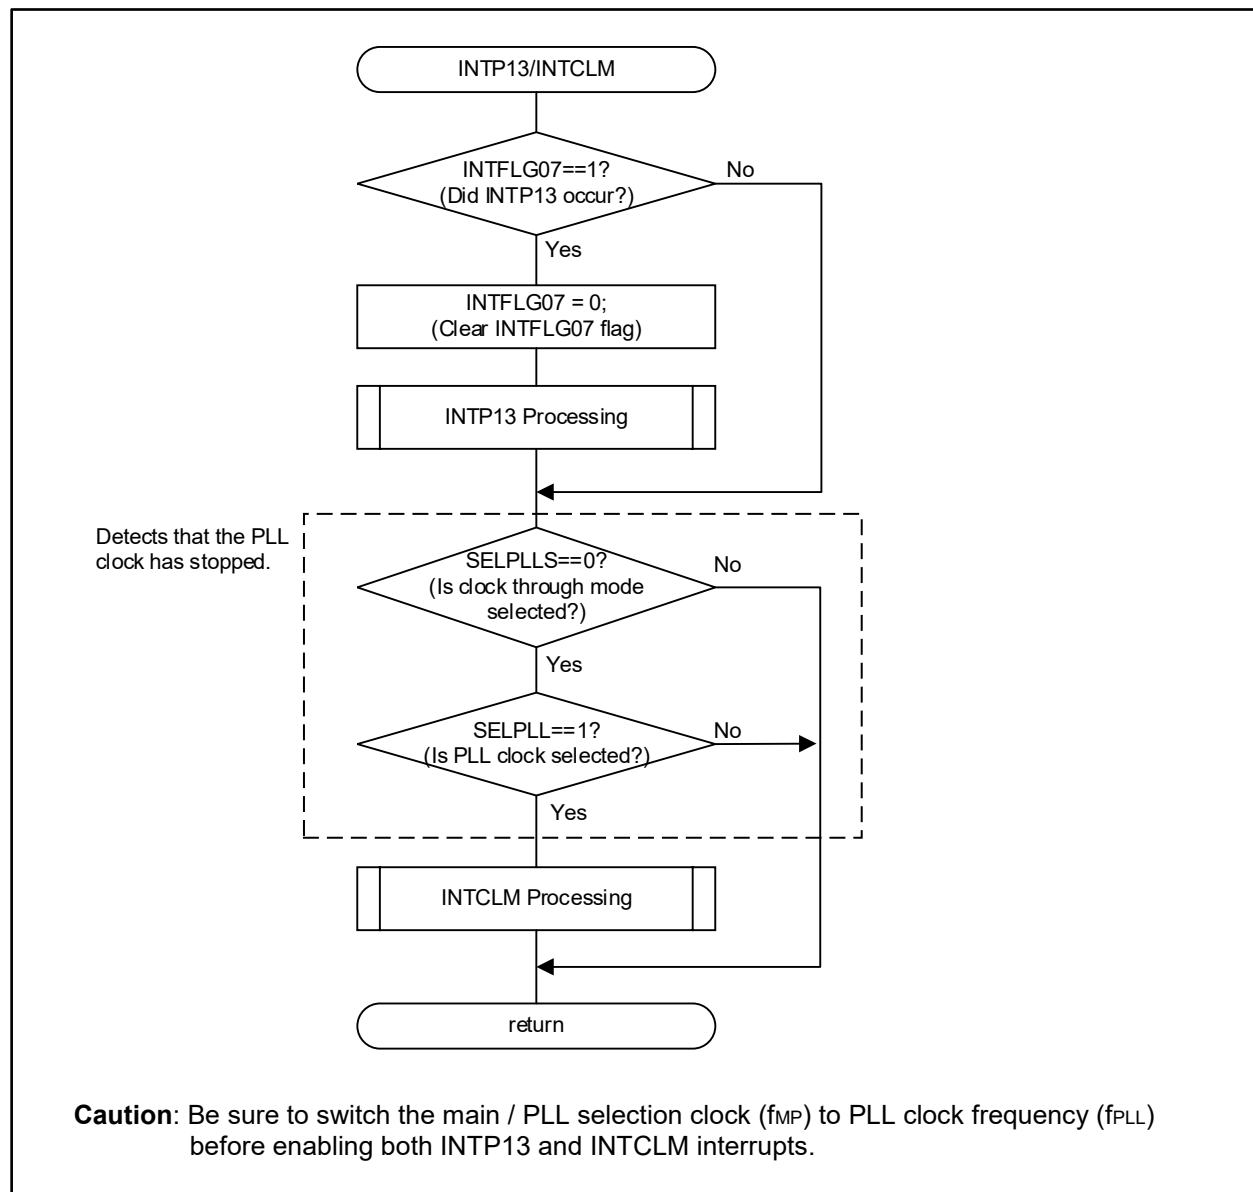 INTP13/INTCLM
INTFLG07==1?
(Did INTP13 occur?)
No
Yes
INTFLG07 = 0;
(Clear INTFLG07 flag)
INTP13 Processing
Detects that the PLL
clock has stopped.
SELPLLS==0?
(Is clock through mode
selected?)
No
Yes
SELPLL==1?
(Is PLL clock selected?)
No
Yes
INTCLM Processing
return
Caution: Be sure to switch the main / PLL selection clock (fMP) to PLL clock frequency (fPLL)
before enabling both INTP13 and INTCLM interrupts.